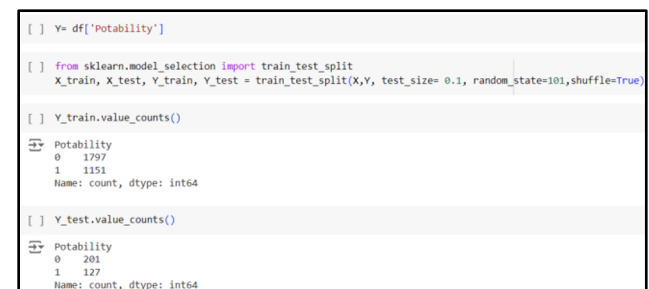 [ ] Y= df['Potability']
[ ] from sklearn.model_selection import train_test_split
X_train, X_test, Y_train, Y_test = train_test_split(X,Y, test_size= 0.1, random_state=101,shuffle=True)
[ ] Y_train.value_counts()
Potability
0    1797
1    1151
Name: count, dtype: int64
[ ] Y_test.value_counts()
Potability
0    201
1    127
Name: count, dtype: int64